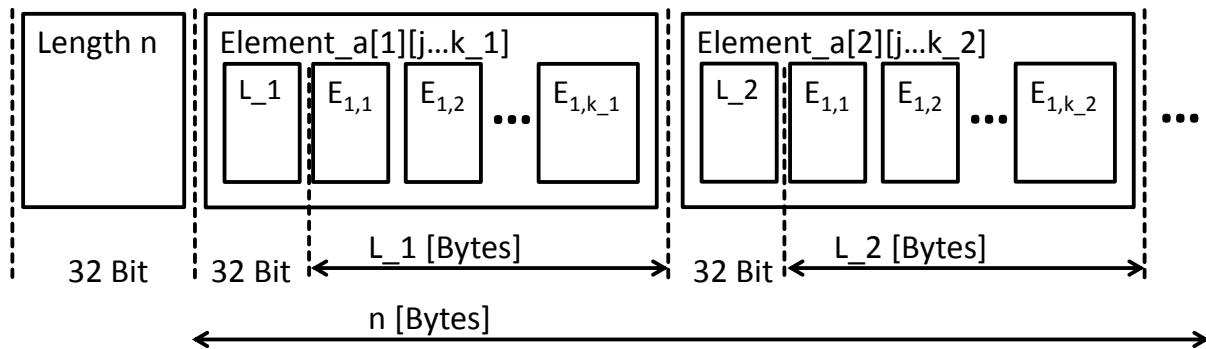 Length n
Element_a[1][j…k_1]
L_1
E1,1
E1,2
...
E1,k_1
Element_a[2][j…k_2]
L_2
E1,1
E1,2
...
E1,k_2
...
32 Bit
32 Bit
L_1 [Bytes]
32 Bit
L_2 [Bytes]
n [Bytes]